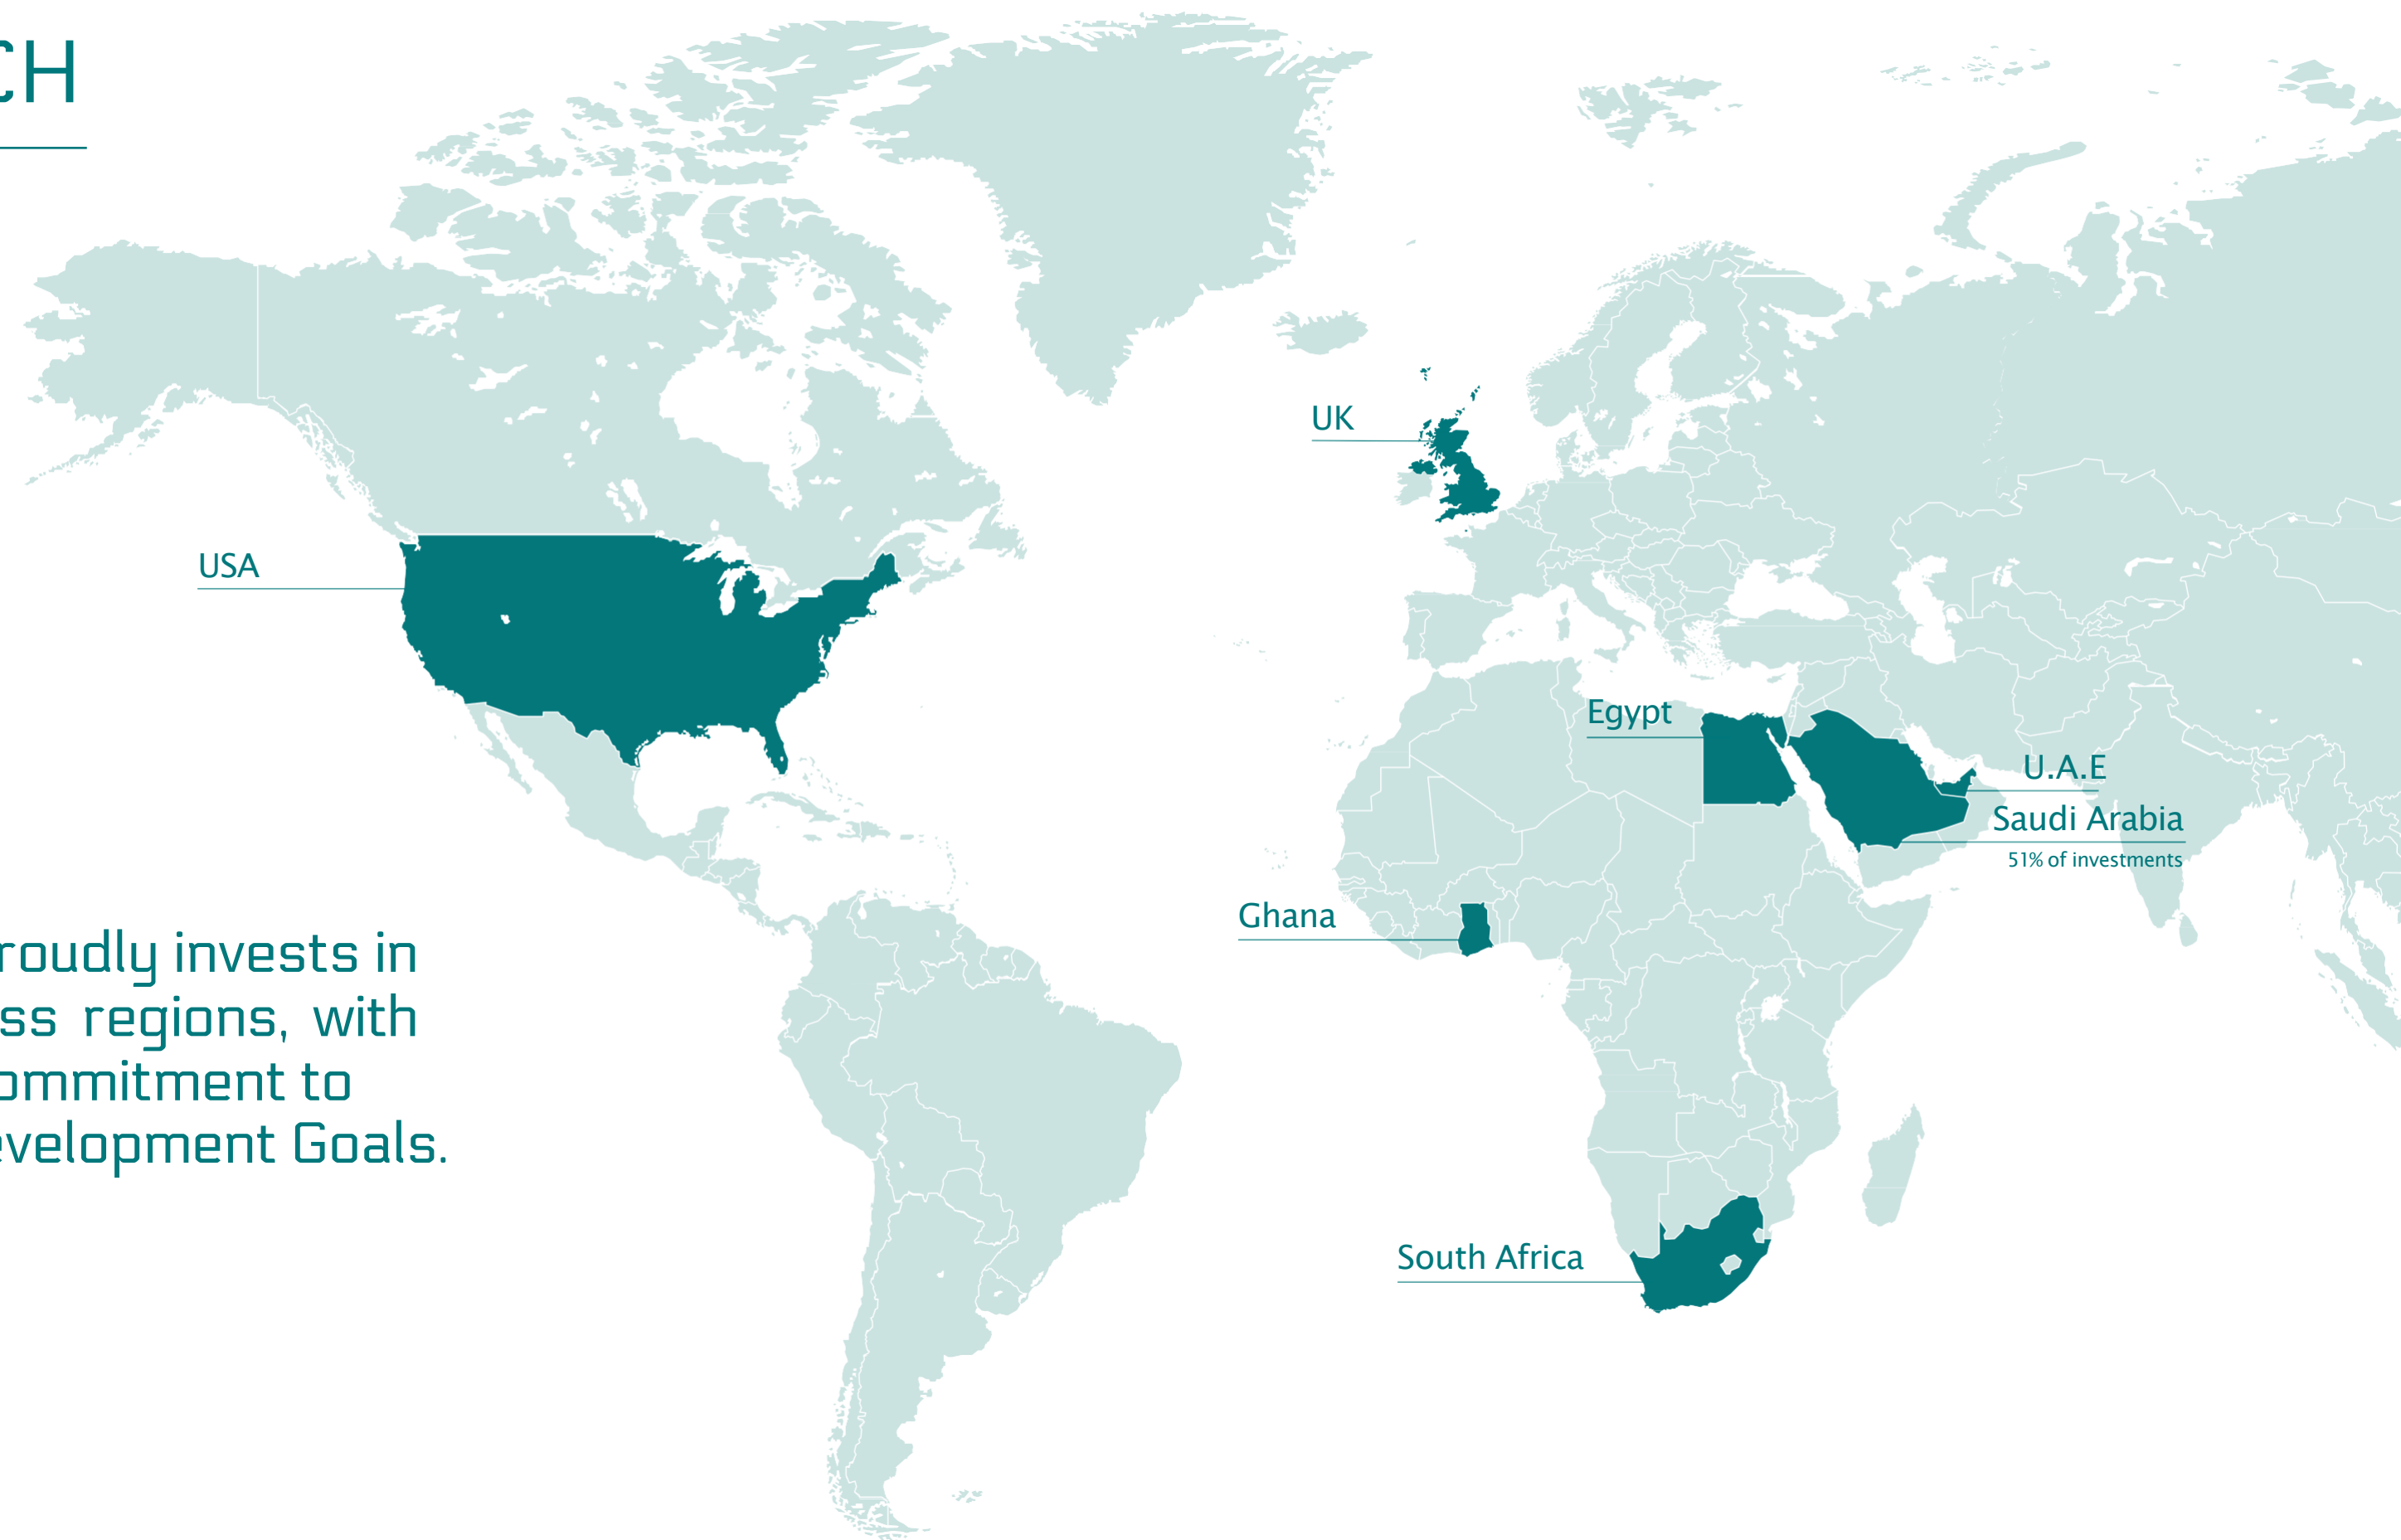 CH
UK
USA
Egypt
U.A.E
Saudi Arabia
51% of investments
Ghana
roudly invests in
ss regions, with
ommitment to
velopment Goals.
South Africa